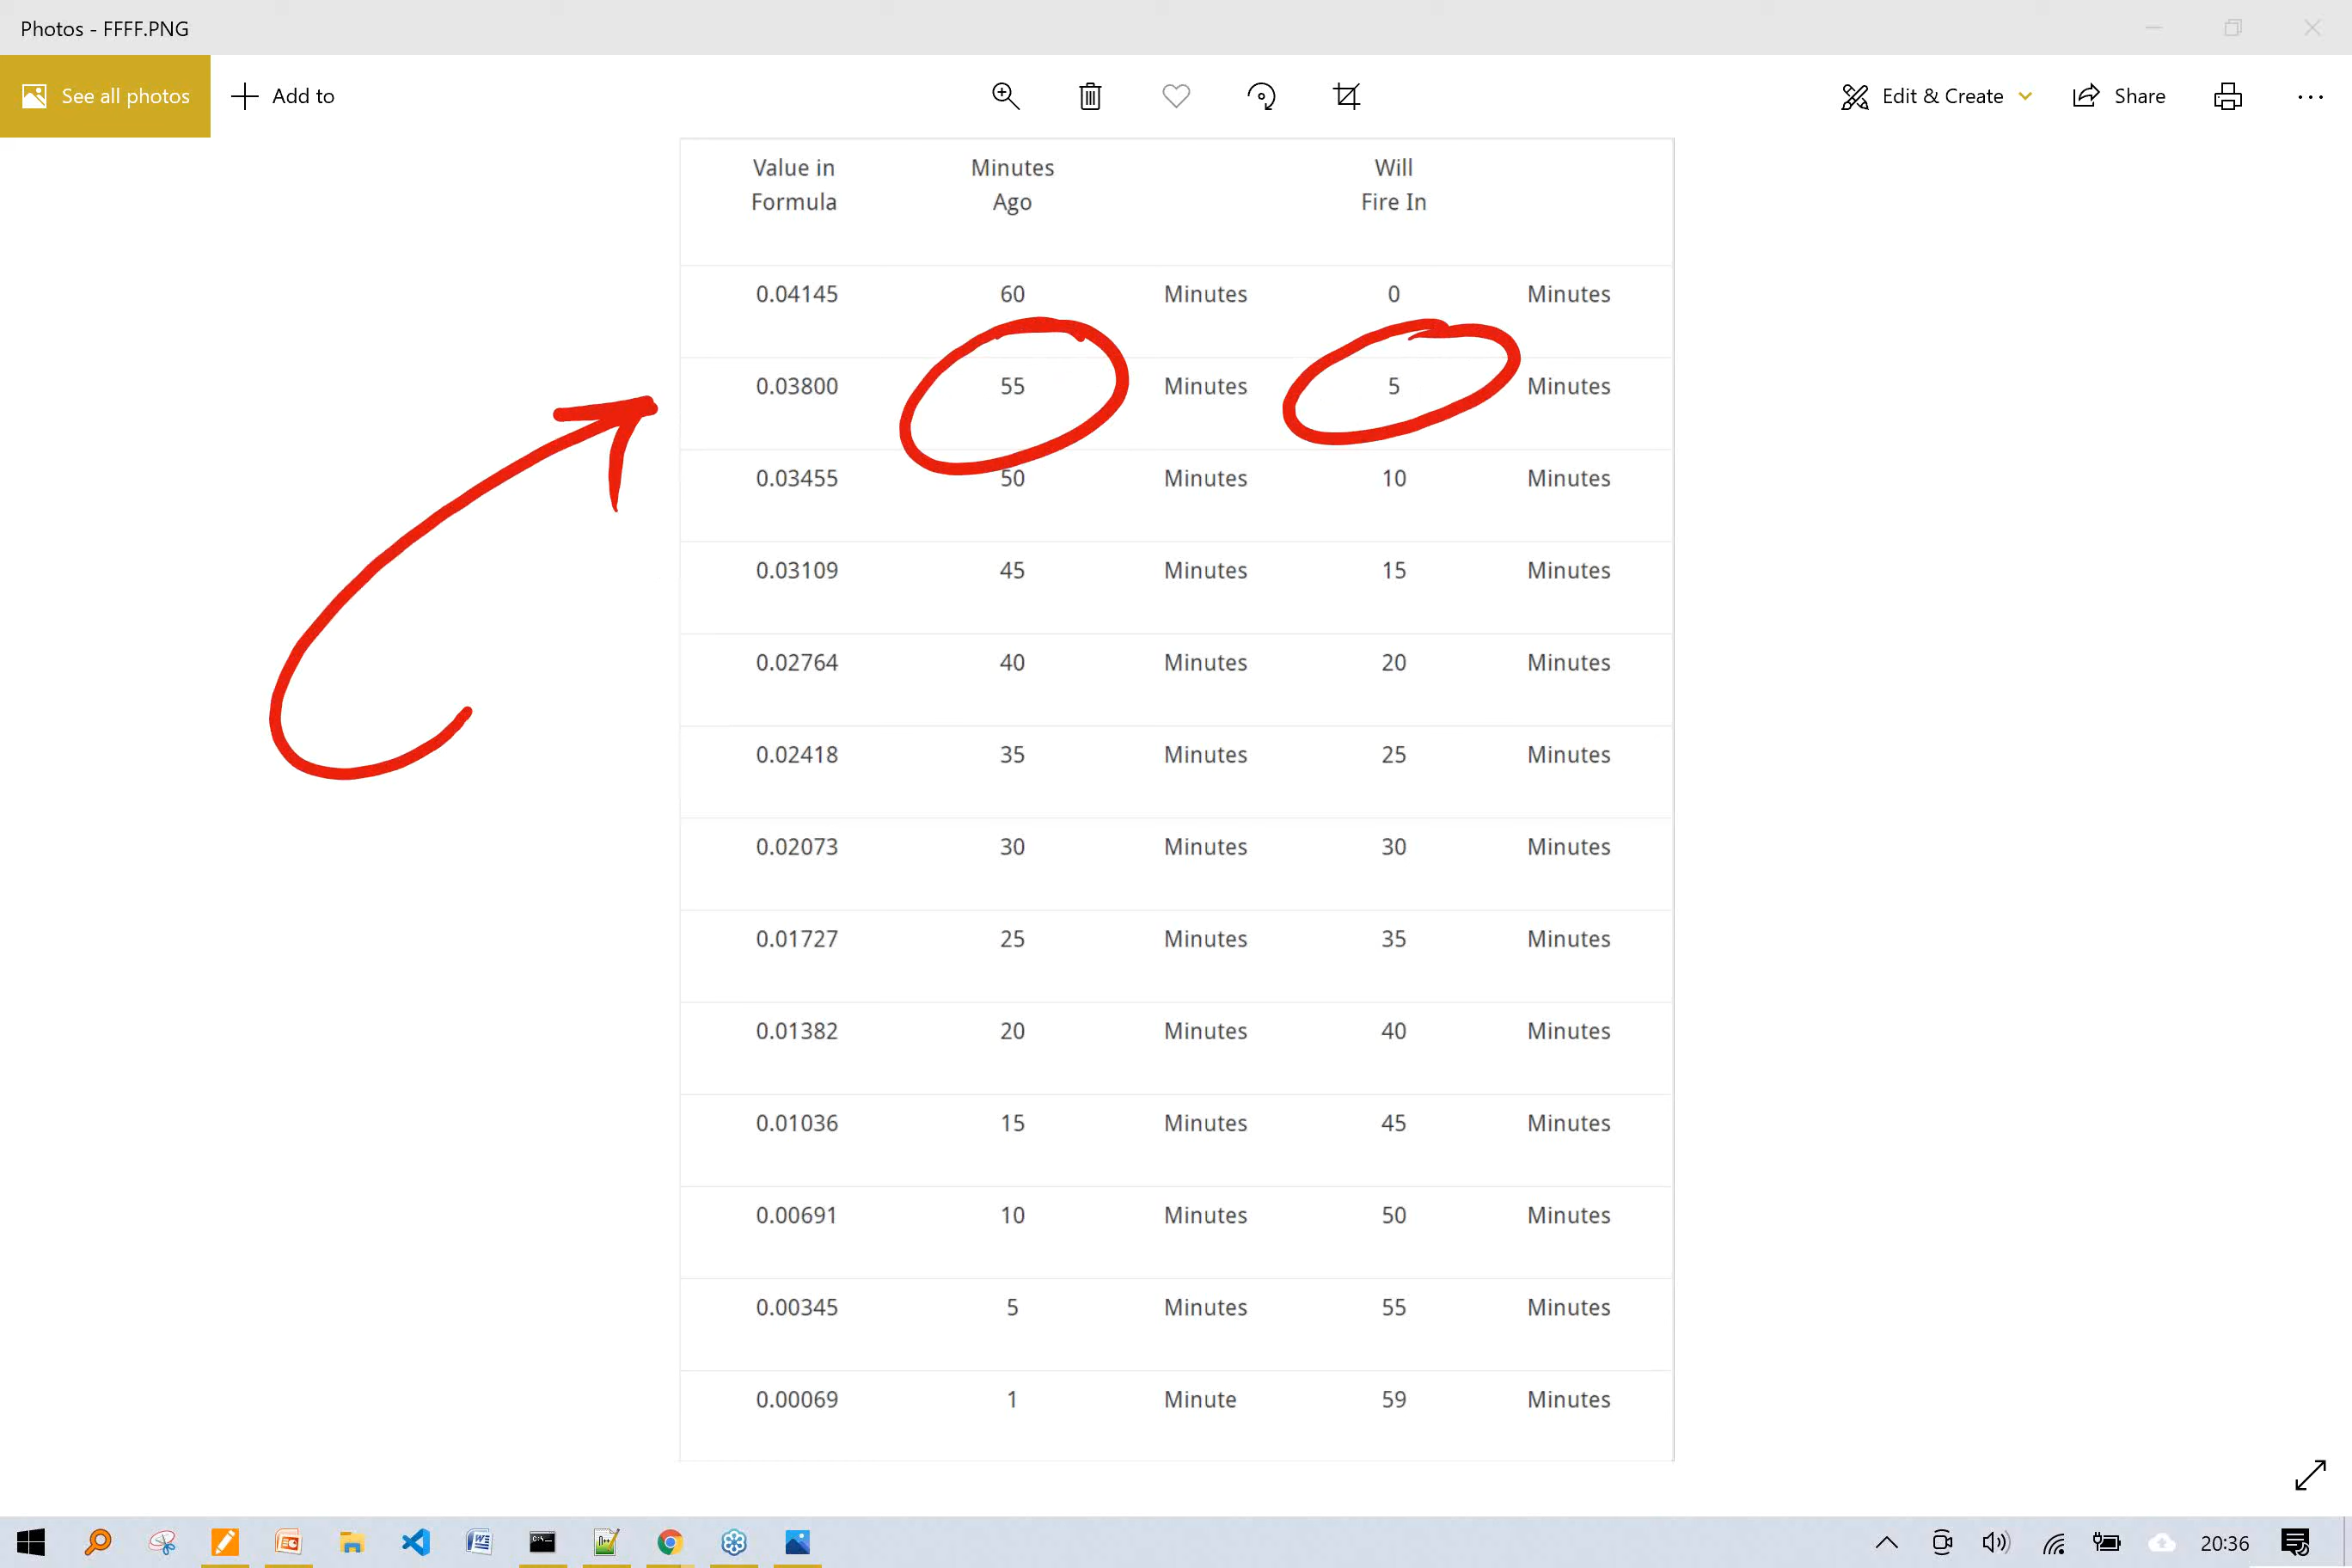 Photos - FFFF.PNG
See all photos Add to Edit & Create Share
Value in Minutes Will
Formula Ago Fire In
0.04145 60 Minutes 0 Minutes
0.03800 55 Minutes 5 Minutes
0.03455 50 Minutes 10 Minutes
0.03109 45 Minutes 15 Minutes
0.02764 40 Minutes 20 Minutes
0.02418 35 Minutes 25 Minutes
0.02073 30 Minutes 30 Minutes
0.01727 25 Minutes 35 Minutes
0.01382 20 Minutes 40 Minutes
0.01036 15 Minutes 45 Minutes
0.00691 10 Minutes 50 Minutes
0.00345 5 Minutes 55 Minutes
0.00069 1 Minute 59 Minutes
20:36